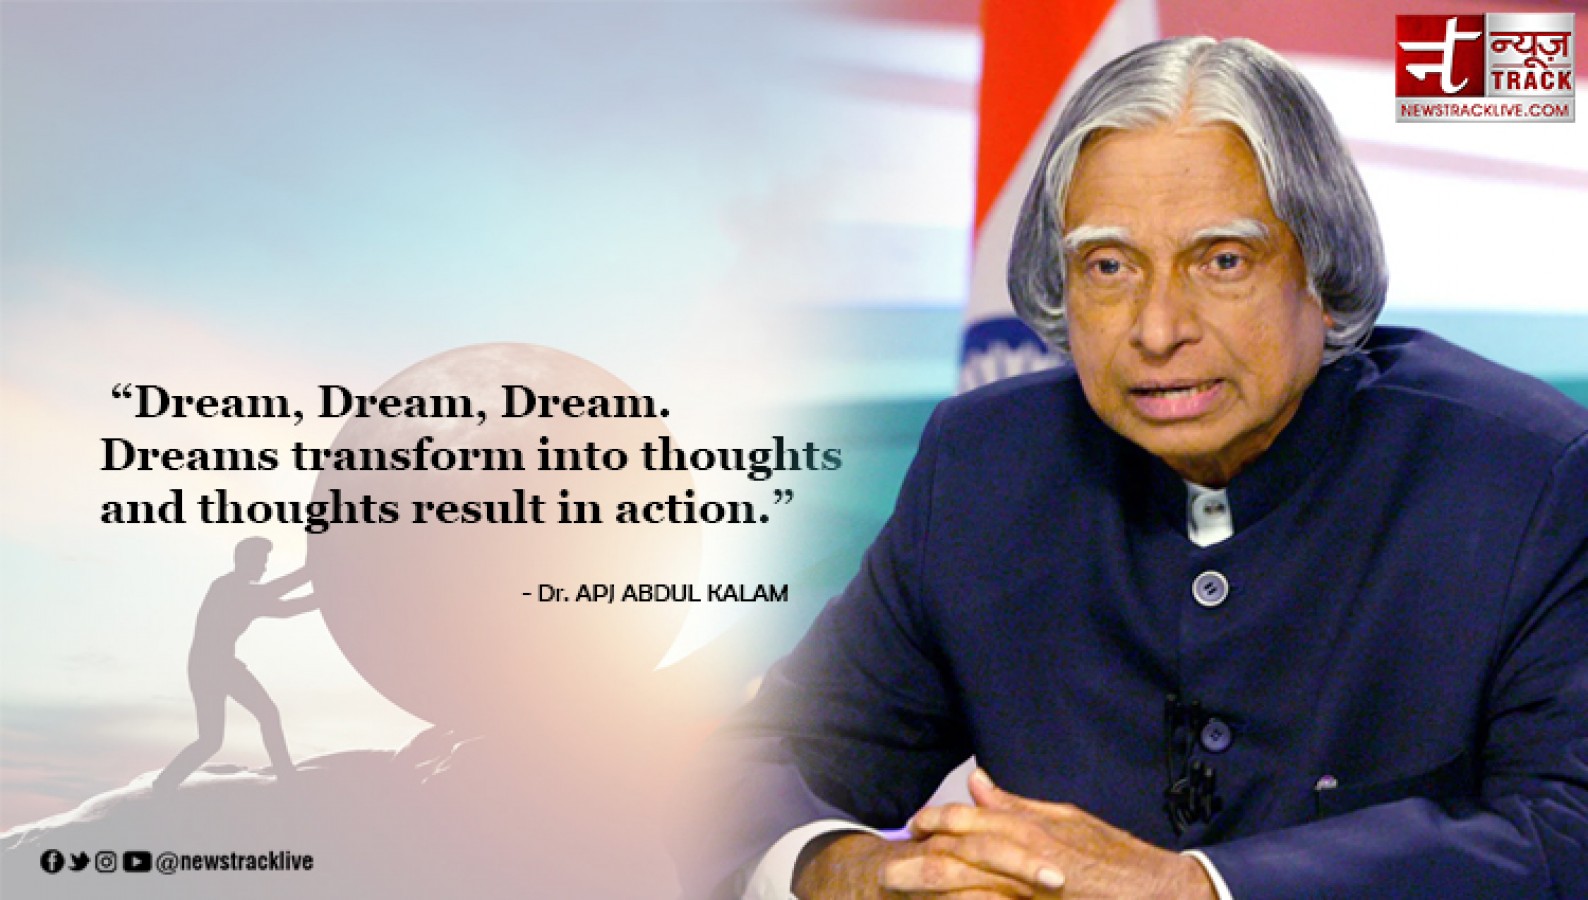 न्यूज़
TRACK
NEWSTRACKLIVE.COM
“Dream, Dream, Dream.
Dreams transform into thoughts
and thoughts result in action.”
- Dr. APJ ABDUL KALAM
@newstracklive